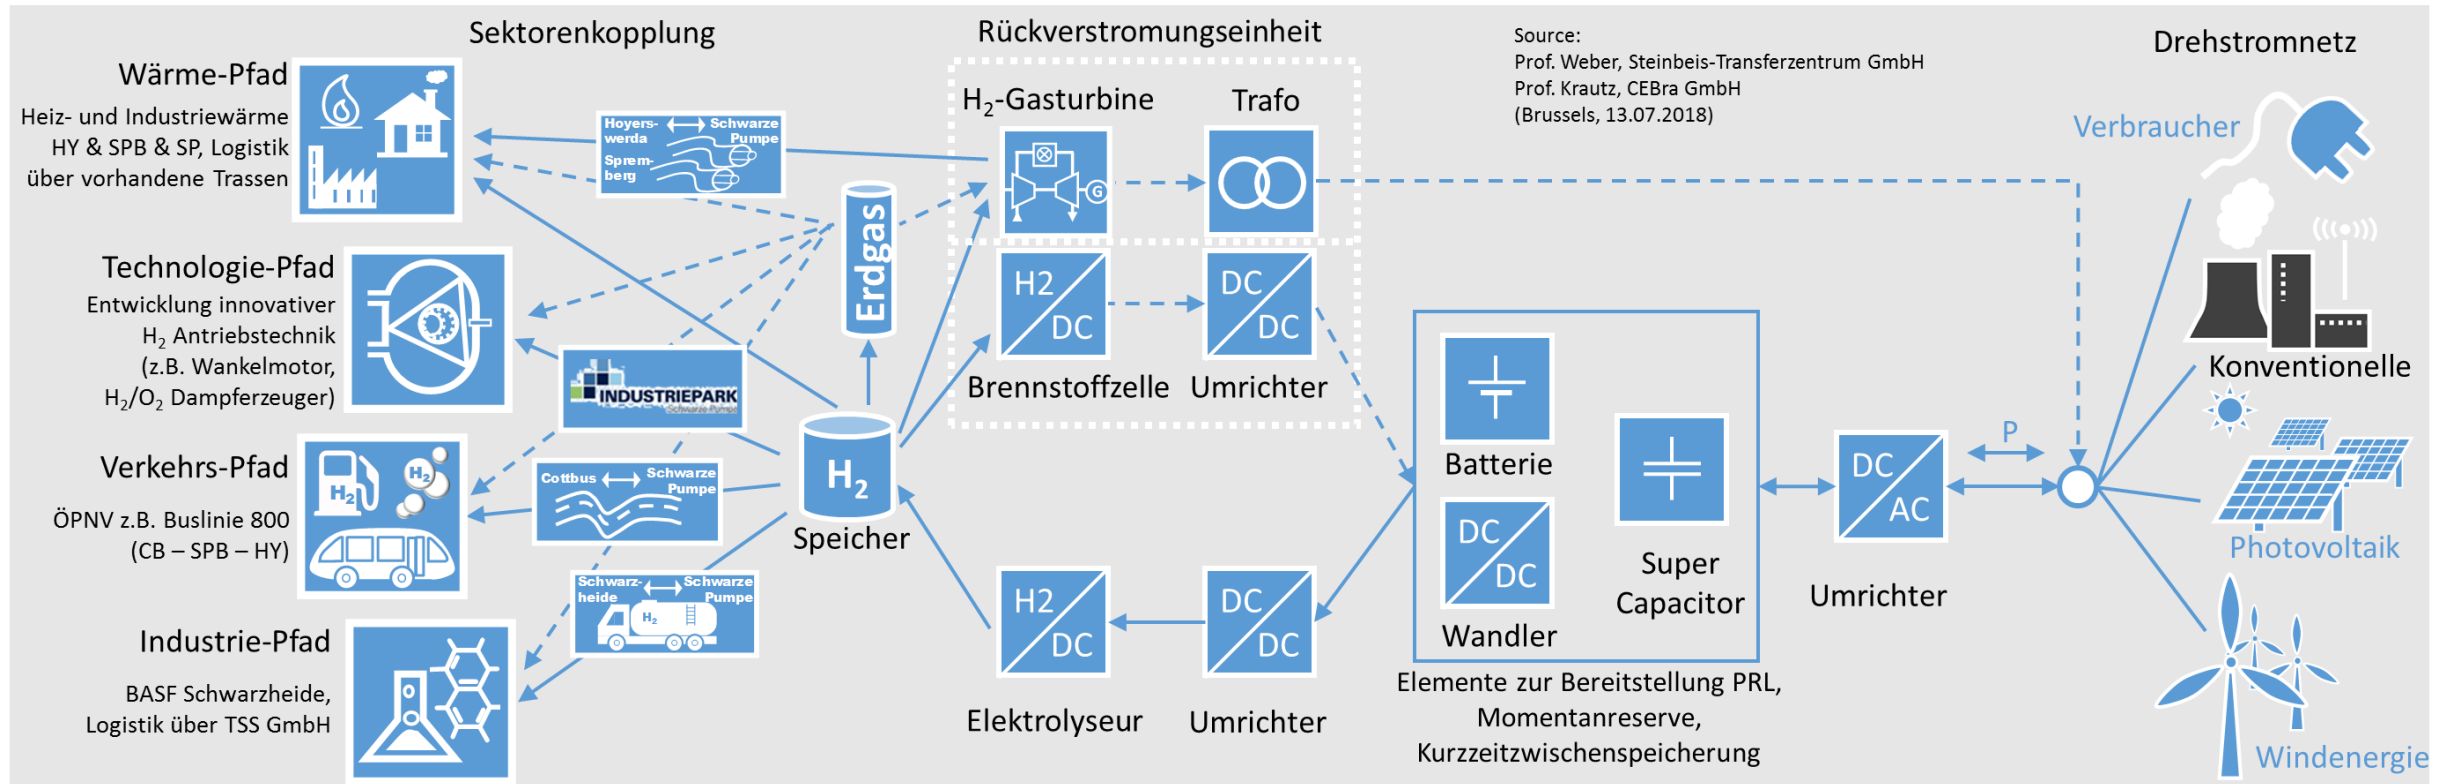 Sektorenkopplung
Wärme-Pfad
Heiz- und Industriewärme
HY & SPB & SP, Logistik
über vorhandene Trassen
Technologie-Pfad
Entwicklung innovativer
H2 Antriebstechnik
(z.B. Wankelmotor,
H2/O2 Dampferzeuger)
Verkehrs-Pfad
ÖPNV z.B. Buslinie 800
(CB – SPB – HY)
H2
H2
Industrie-Pfad
BASF Schwarzheide,
Logistik über TSS GmbH
Hoyers-
werda
Schwarze
Pumpe
Sprem-
berg
INDUSTRIEPARK
Schwarze Pumpe
Cottbus
Schwarze
Pumpe
Schwarz-
heide
Schwarze
Pumpe
H2
Erdgas
H2
Speicher
Rückverstromungseinheit
H2-Gasturbine
G
Trafo
H2
DC
Brennstoffzelle
DC
DC
Umrichter
H2
DC
Elektrolyseur
DC
DC
Umrichter
Source:
Prof. Weber, Steinbeis-Transferzentrum GmbH
Prof. Krautz, CEBra GmbH
(Brussels, 13.07.2018)
Batterie
DC
DC
Wandler
Super
Capacitor
Elemente zur Bereitstellung PRL,
Momentanreserve,
Kurzzeitzwischenspeicherung
DC
AC
Umrichter
P
Drehstromnetz
Verbraucher
Konventionelle
Photovoltaik
Windenergie